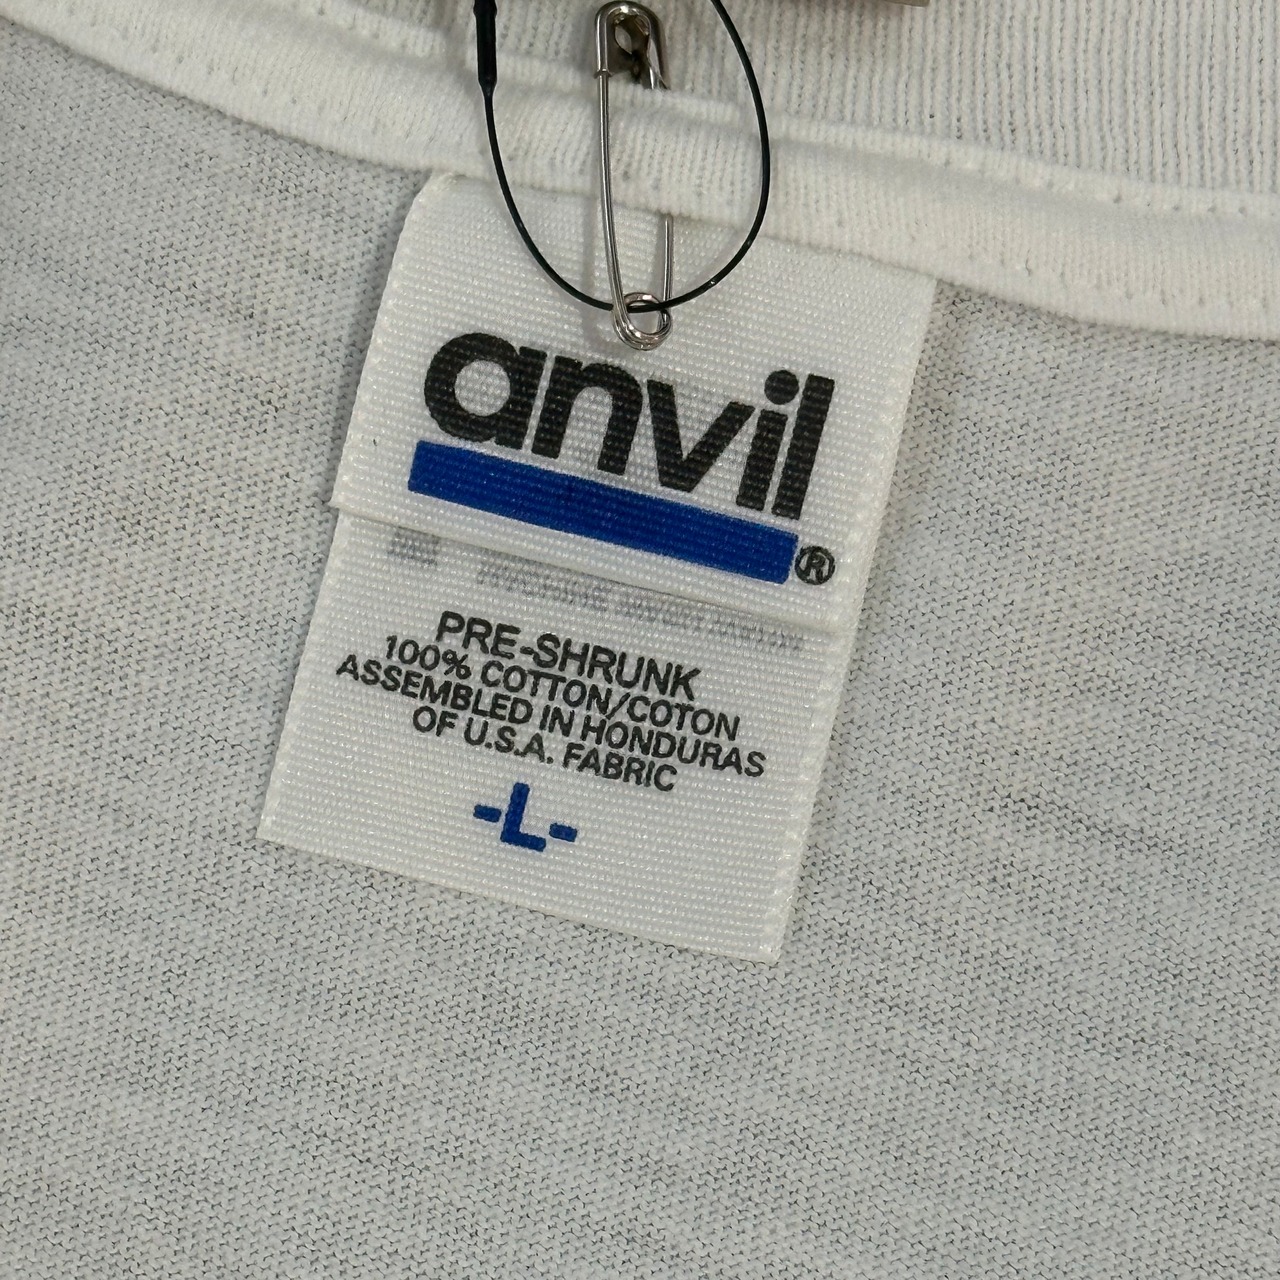 anvil
®
PRE-SHRUNK
100% COTTON/COTON
ASSEMBLED IN HONDURAS
OF U.S.A. FABRIC
-L-